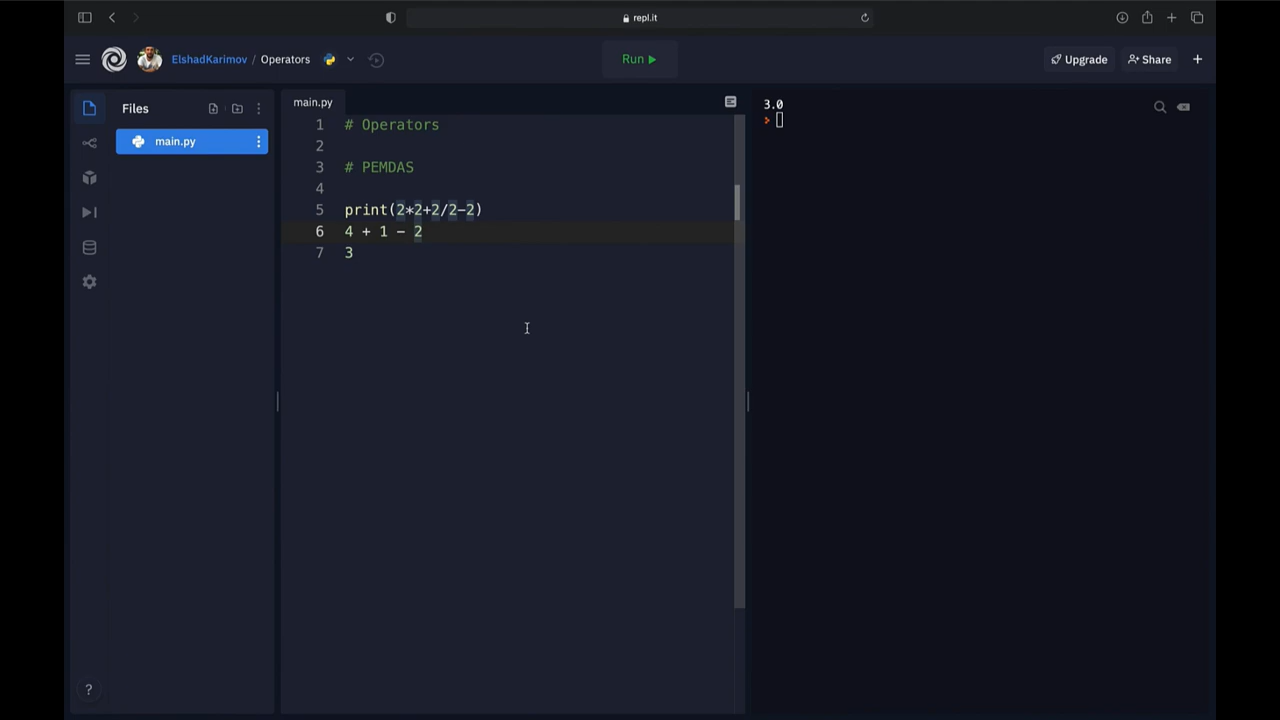 repl.it
ElshadKarimov / Operators
Run
Upgrade
Share
Files
main.py
main.py
1 # Operators
2
3 # PEMDAS
4
5 print(2*2+2/2-2)
6 4 + 1 - 2
7 3
3.0
>
?